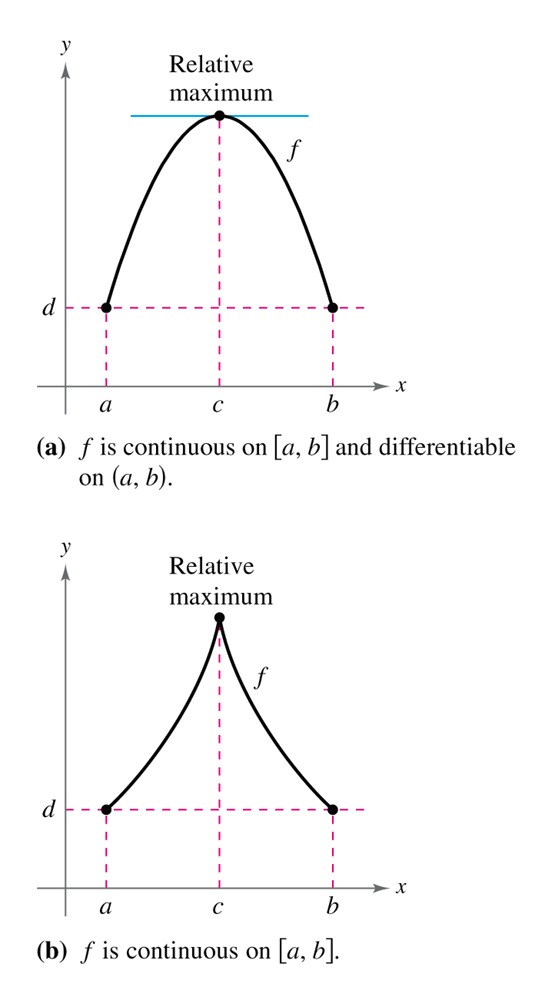 y
Relative
maximum
f
d
a c b x
(a) f is continuous on [a, b] and differentiable
on (a, b).
y
Relative
maximum
f
d
a c b x
(b) f is continuous on [a, b].